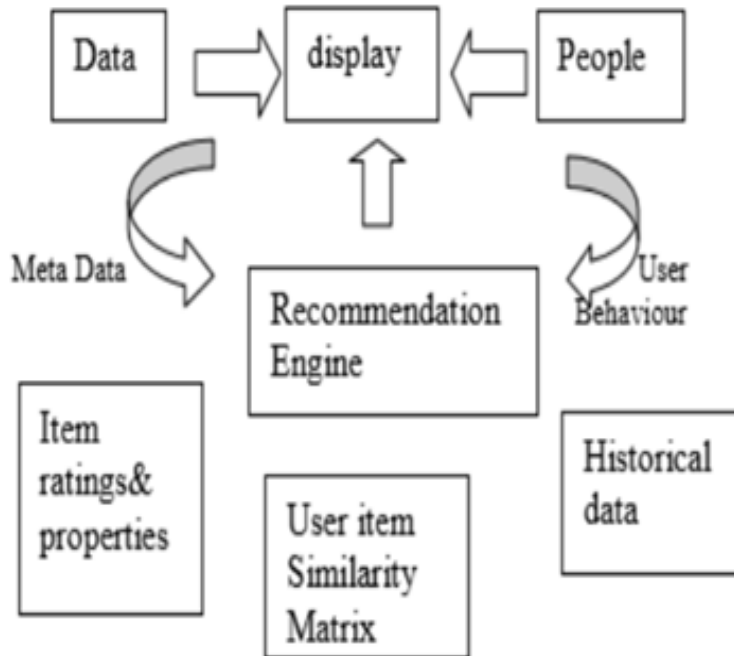 Data
display
People
Meta Data
User
Behaviour
Recommendation
Engine
Item
ratings&
properties
User item
Similarity
Matrix
Historical
data